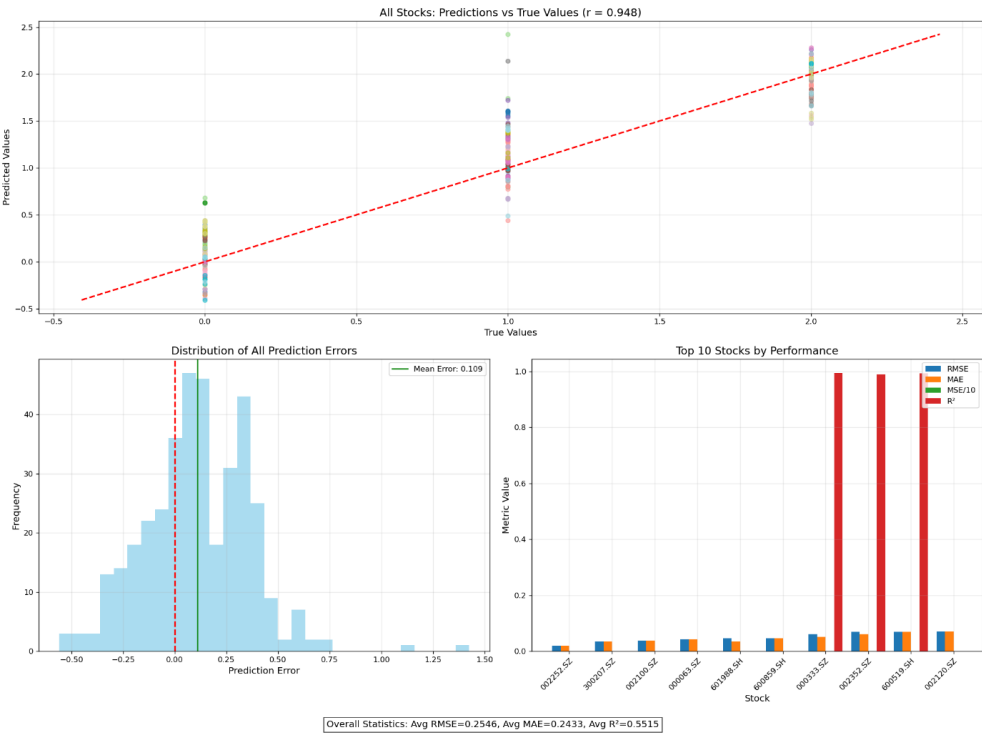 All Stocks: Predictions vs True Values (r = 0.948)
Predicted Values
2.5
2.0
1.5
1.0
0.5
0.0
−0.5
−0.5
0.0
0.5
1.0
1.5
2.0
2.5
True Values
Distribution of All Prediction Errors
Mean Error: 0.109
Frequency
40
30
20
10
0
−0.50
−0.25
0.00
0.25
0.50
0.75
1.00
1.25
1.50
Prediction Error
Top 10 Stocks by Performance
RMSE
MAE
MSE/10
R²
Metric Value
1.0
0.8
0.6
0.4
0.2
0.0
002252.SZ
300207.SZ
002100.SZ
000063.SZ
601988.SH
600859.SH
000333.SZ
002352.SZ
600519.SH
002120.SZ
Stock
Overall Statistics: Avg RMSE=0.2546, Avg MAE=0.2433, Avg R²=0.5515